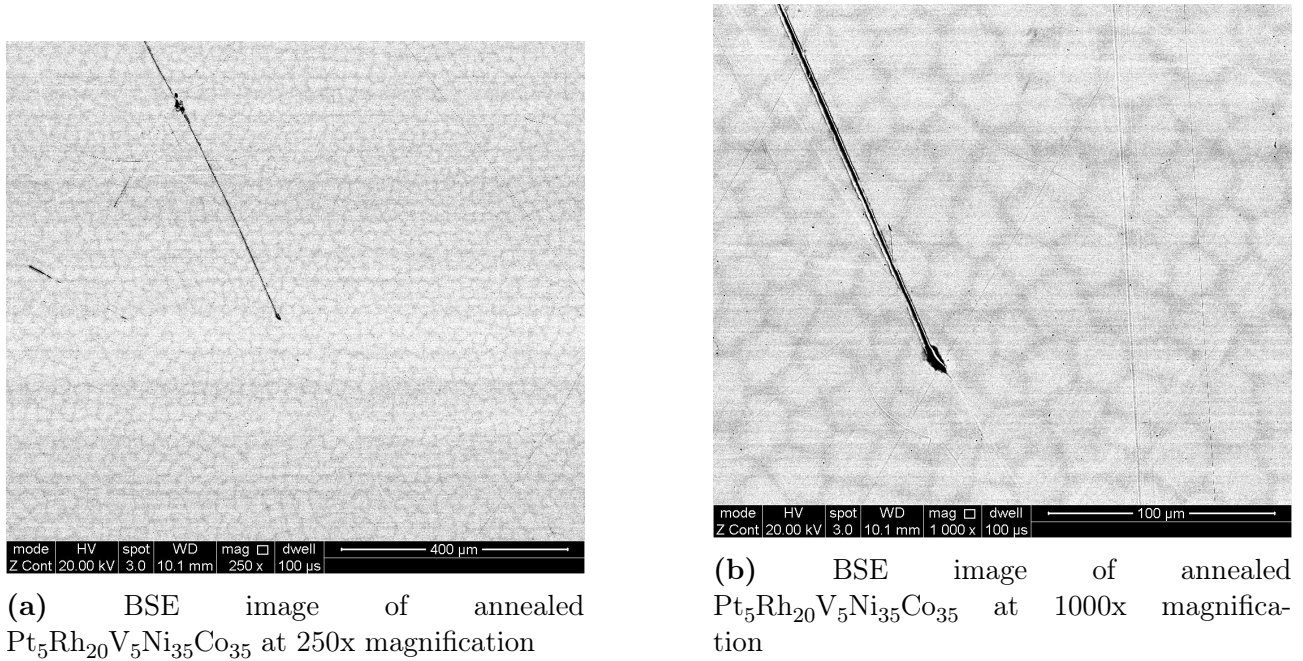 mode HV spot WD mag dwell 400 µm
Z Cont 20.00 kV 3.0 10.1 mm 250 x 100 µs
(a) BSE image of annealed
Pt5Rh20V5Ni35Co35 at 250x magnification
mode HV spot WD mag dwell 100 µm
Z Cont 20.00 kV 3.0 10.1 mm 1 000 x 100 µs
(b) BSE image of annealed
Pt5Rh20V5Ni35Co35 at 1000x magnifica-
tion